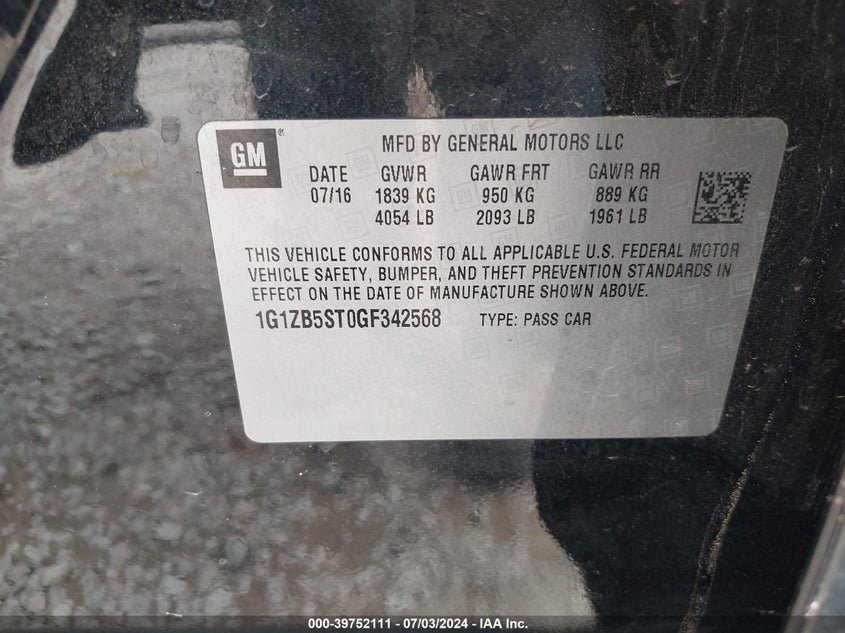 GM
MFD BY GENERAL MOTORS LLC
DATE GVWR GAWR FRT GAWR RR
07/16 1839 KG 950 KG 889 KG
4054 LB 2093 LB 1961 LB
THIS VEHICLE CONFORMS TO ALL APPLICABLE U.S. FEDERAL MOTOR
VEHICLE SAFETY, BUMPER, AND THEFT PREVENTION STANDARDS IN
EFFECT ON THE DATE OF MANUFACTURE SHOWN ABOVE.
1G1ZB5ST0GF342568 TYPE: PASS CAR
000-39752111 - 07/03/2024 - IAA Inc.